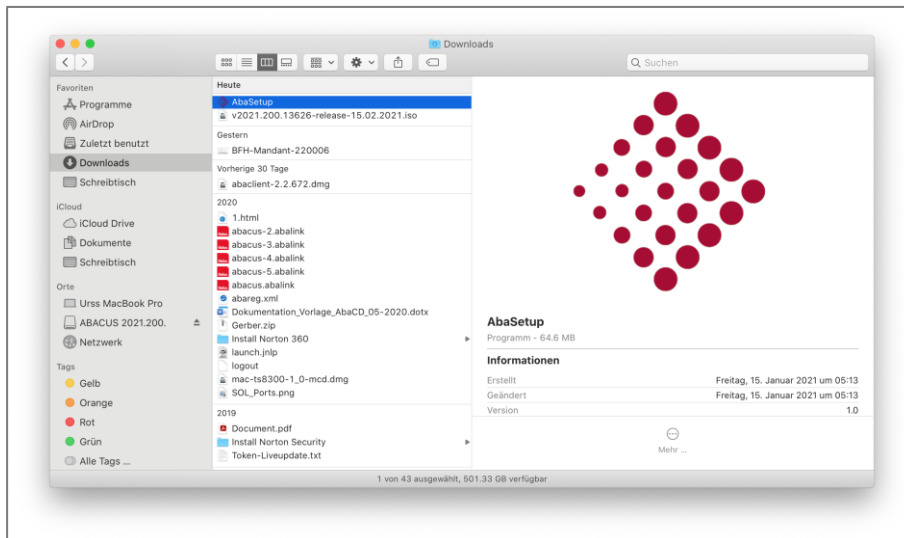 Downloads
Suchen
Favoriten
Programme
AirDrop
Zuletzt benutzt
Downloads
Schreibtisch
iCloud
iCloud Drive
Dokumente
Schreibtisch
Orte
Urss MacBook Pro
ABACUS 2021.200.
Netzwerk
Tags
Gelb
Orange
Rot
Grün
Alle Tags ...
Heute
AbaSetup
v2021.200.13626-release-15.02.2021.iso
Gestern
BFH-Mandant-220006
Vorherige 30 Tage
abaclient-2.2.672.dmg
2020
1.html
abacus-2.abalink
abacus-3.abalink
abacus-4.abalink
abacus-5.abalink
abacus.abalink
abareg.xml
Dokumentation_Vorlage_AbaCD_05-2020.dotx
Gerber.zip
Install Norton 360
launch.jnlp
logout
mac-ts8300-1_0-mcd.dmg
SOL_Ports.png
2019
Document.pdf
Install Norton Security
Token-Liveupdate.txt
AbaSetup
Programm - 64.6 MB
Informationen
Erstellt Freitag, 15. Januar 2021 um 05:13
Geändert Freitag, 15. Januar 2021 um 05:13
Version 1.0
Mehr ...
1 von 43 ausgewählt, 501.33 GB verfügbar